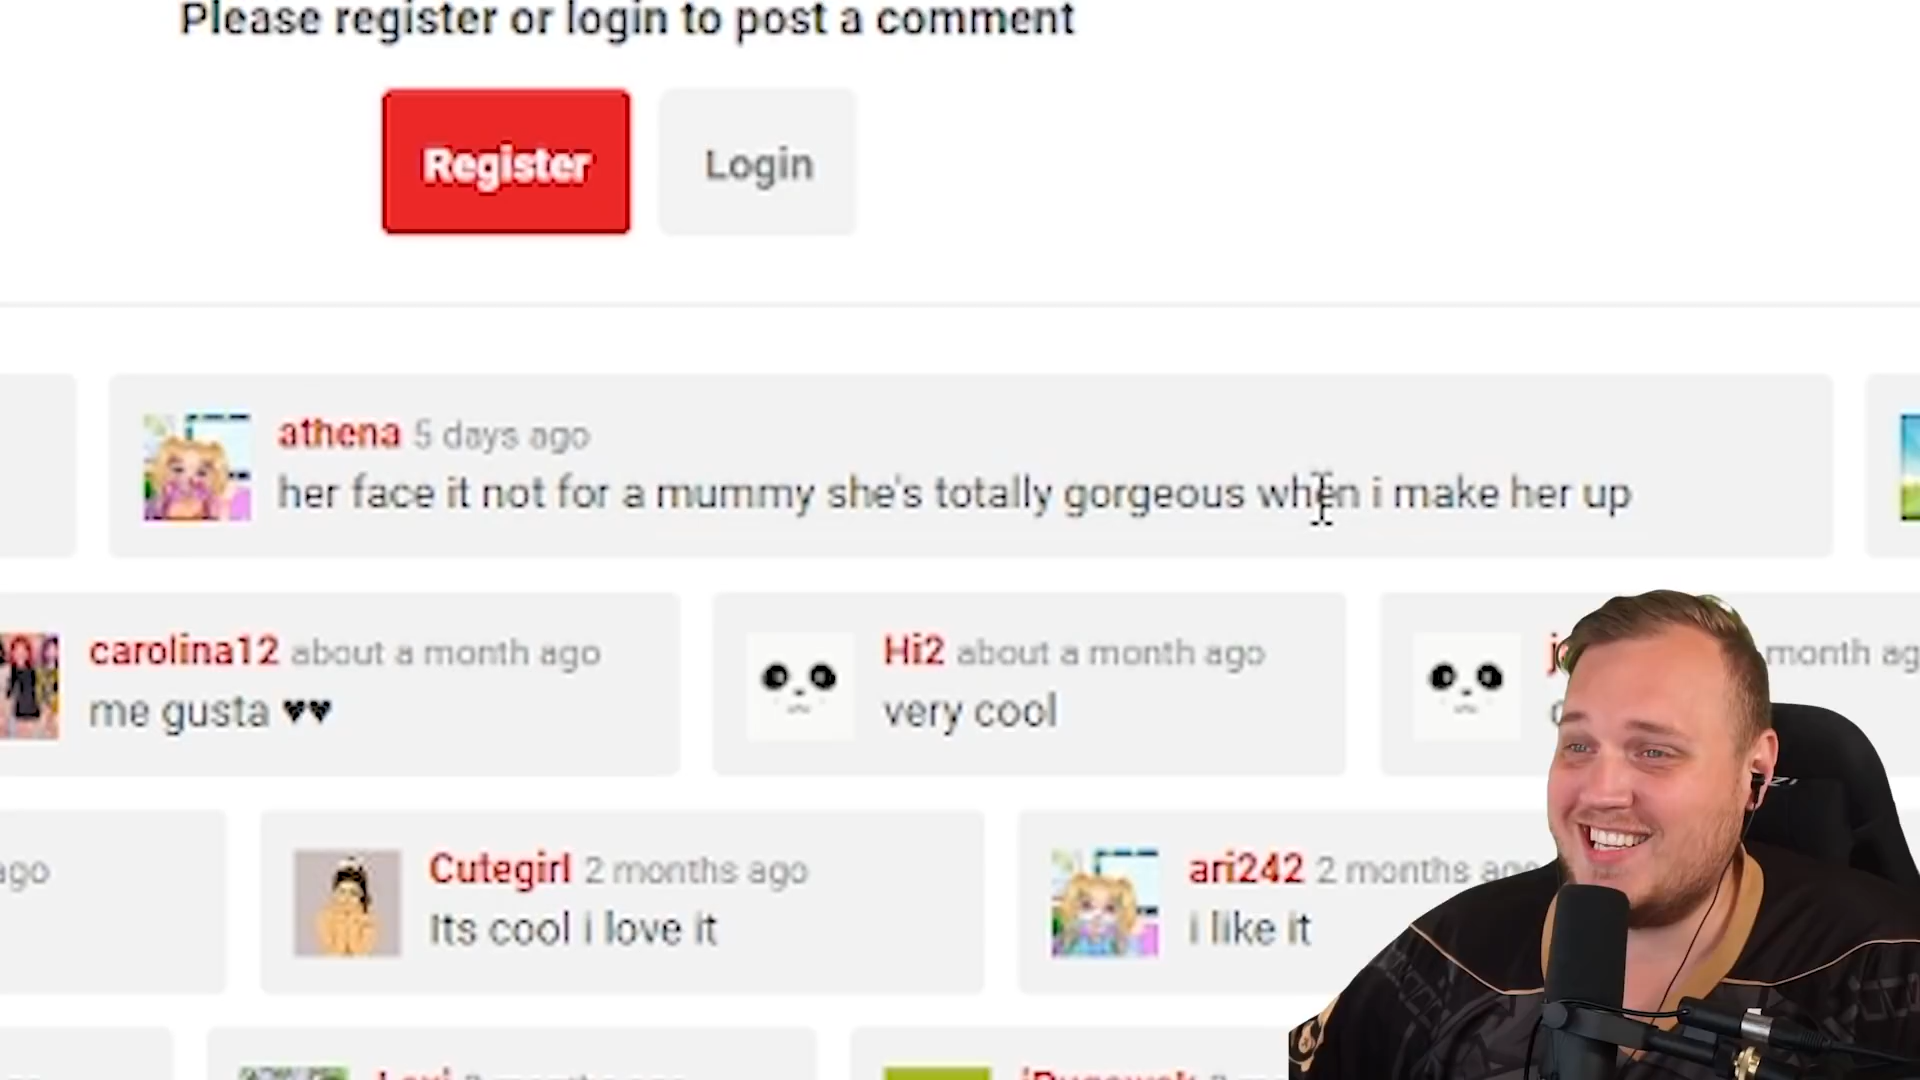 Please register or login to post a comment
Register
Login
athena 5 days ago
her face it not for a mummy she's totally gorgeous when i make her up
carolina12 about a month ago
me gusta ♥♥
Hi2 about a month ago
very cool
month ag
ago
Cutegirl 2 months ago
Its cool i love it
ari242 2 months ago
i like it